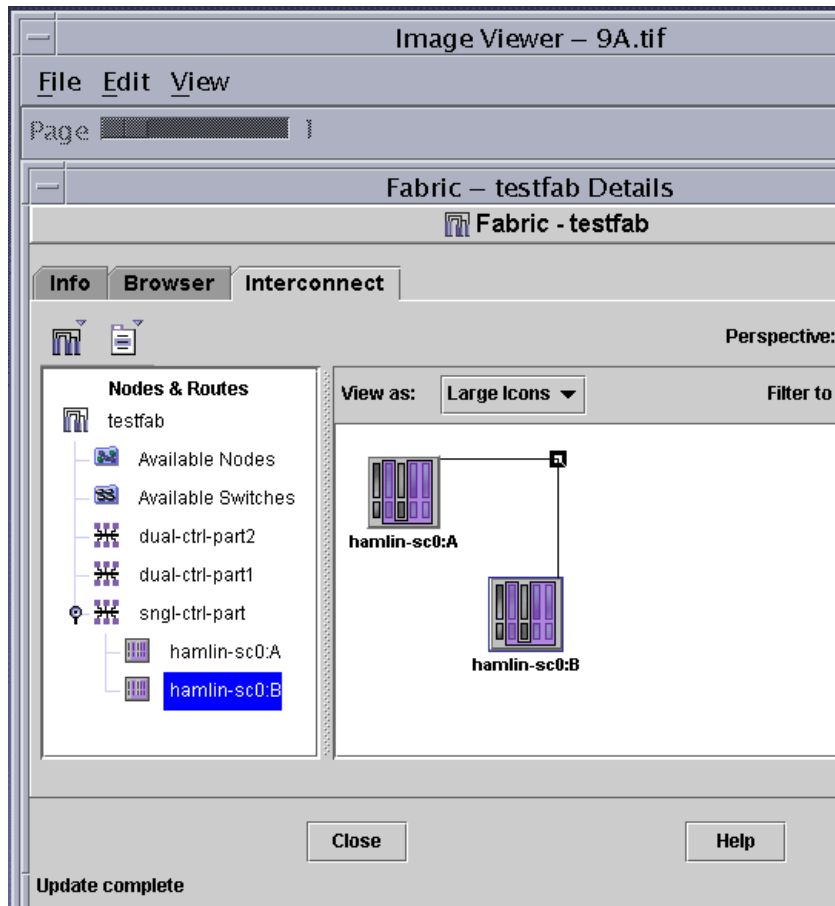 Image Viewer – 9A.tif
File Edit View
Page 1
Fabric – testfab Details
Fabric - testfab
Info Browser Interconnect
Perspective:
Nodes & Routes
testfab
Available Nodes
Available Switches
dual-ctrl-part2
dual-ctrl-part1
sngl-ctrl-part
hamlin-sc0:A
hamlin-sc0:B
View as: Large Icons Filter to
hamlin-sc0:A
hamlin-sc0:B
Close Help
Update complete